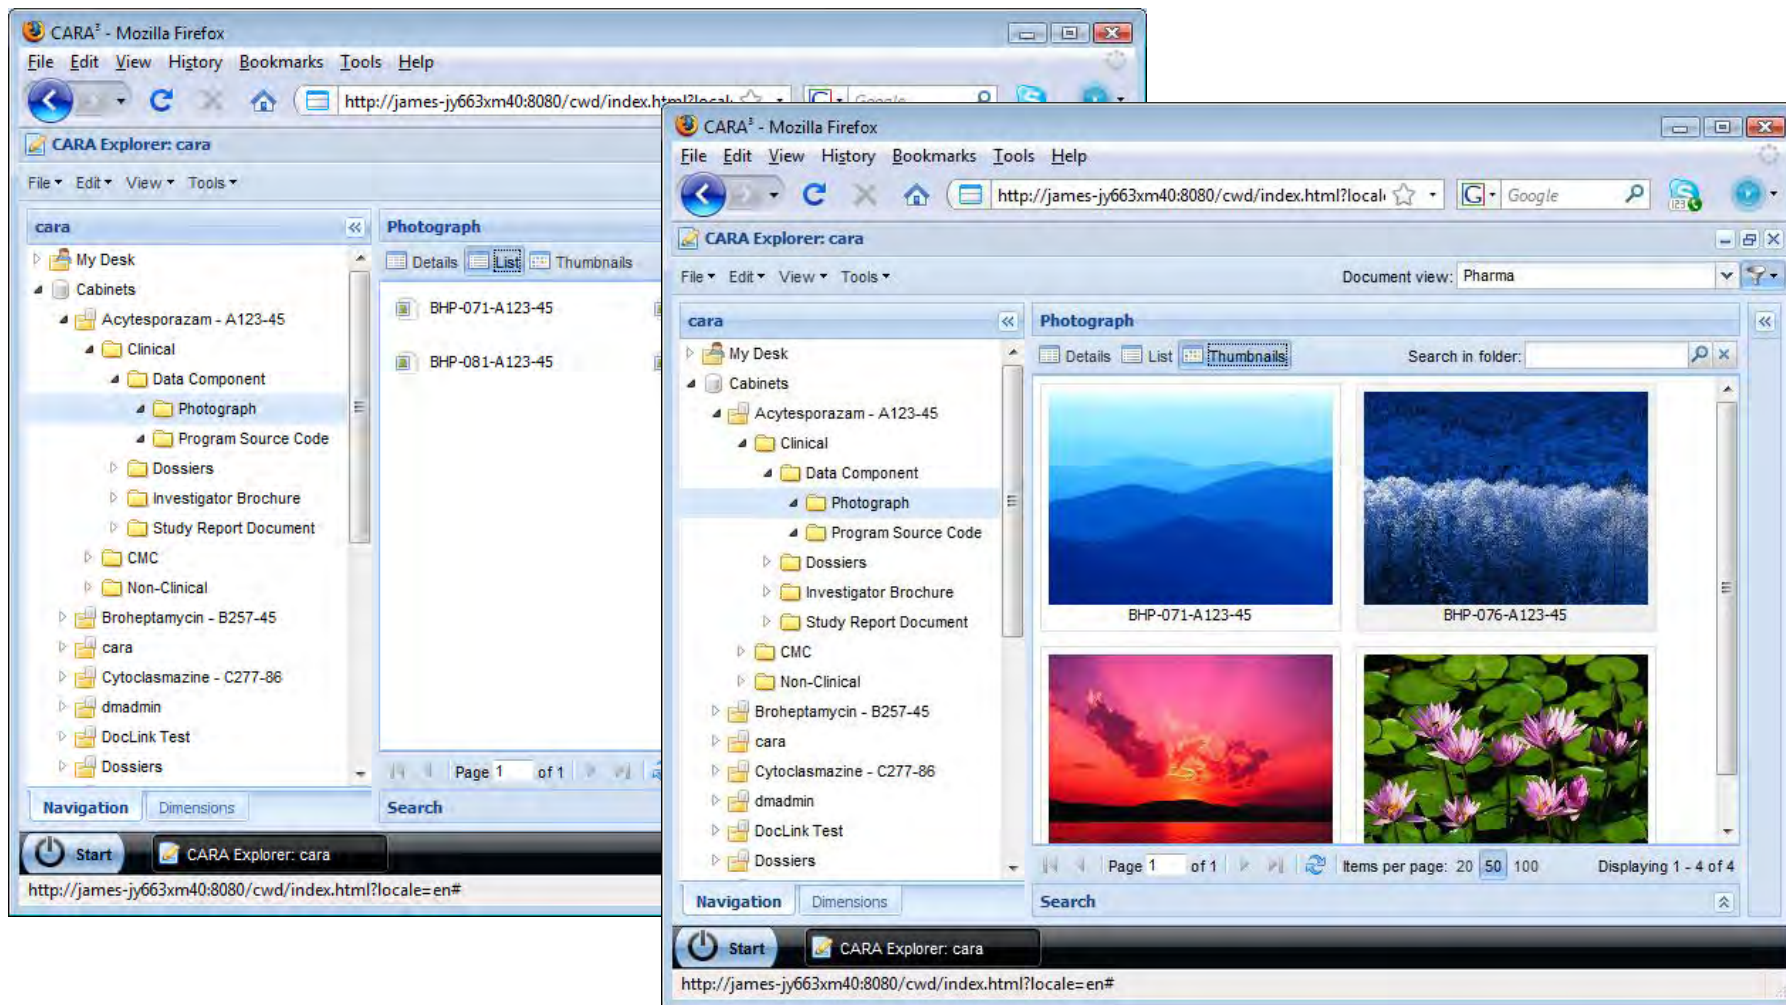 CARA³ - Mozilla Firefox
File Edit View History Bookmarks Tools Help
http://james-jy663xm40:8080/cwd/index.html?local
CARA Explorer: cara
File Edit View Tools
cara
My Desk
Cabinets
Acytesporazam - A123-45
Clinical
Data Component
Photograph
Program Source Code
Dossiers
Investigator Brochure
Study Report Document
CMC
Non-Clinical
Broheptamycin - B257-45
cara
Cytoclasmazine - C277-86
dmadmin
DocLink Test
Dossiers
Navigation Dimensions
Photograph
Details List Thumbnails
BHP-071-A123-45
BHP-081-A123-45
Page 1 of 1
Search
Start CARA Explorer: cara
http://james-jy663xm40:8080/cwd/index.html?locale=en#
CARA³ - Mozilla Firefox
File Edit View History Bookmarks Tools Help
http://james-jy663xm40:8080/cwd/index.html?locale
G Google
123
CARA Explorer: cara
File Edit View Tools
Document view: Pharma
cara
My Desk
Cabinets
Acytesporazam - A123-45
Clinical
Data Component
Photograph
Program Source Code
Dossiers
Investigator Brochure
Study Report Document
CMC
Non-Clinical
Broheptamycin - B257-45
cara
Cytoclasmazine - C277-86
dmadmin
DocLink Test
Dossiers
Navigation Dimensions
Photograph
Details List Thumbnails Search in folder:
BHP-071-A123-45 BHP-076-A123-45
Page 1 of 1 Items per page: 20 50 100 Displaying 1 - 4 of 4
Search
Start CARA Explorer: cara
http://james-jy663xm40:8080/cwd/index.html?locale=en#